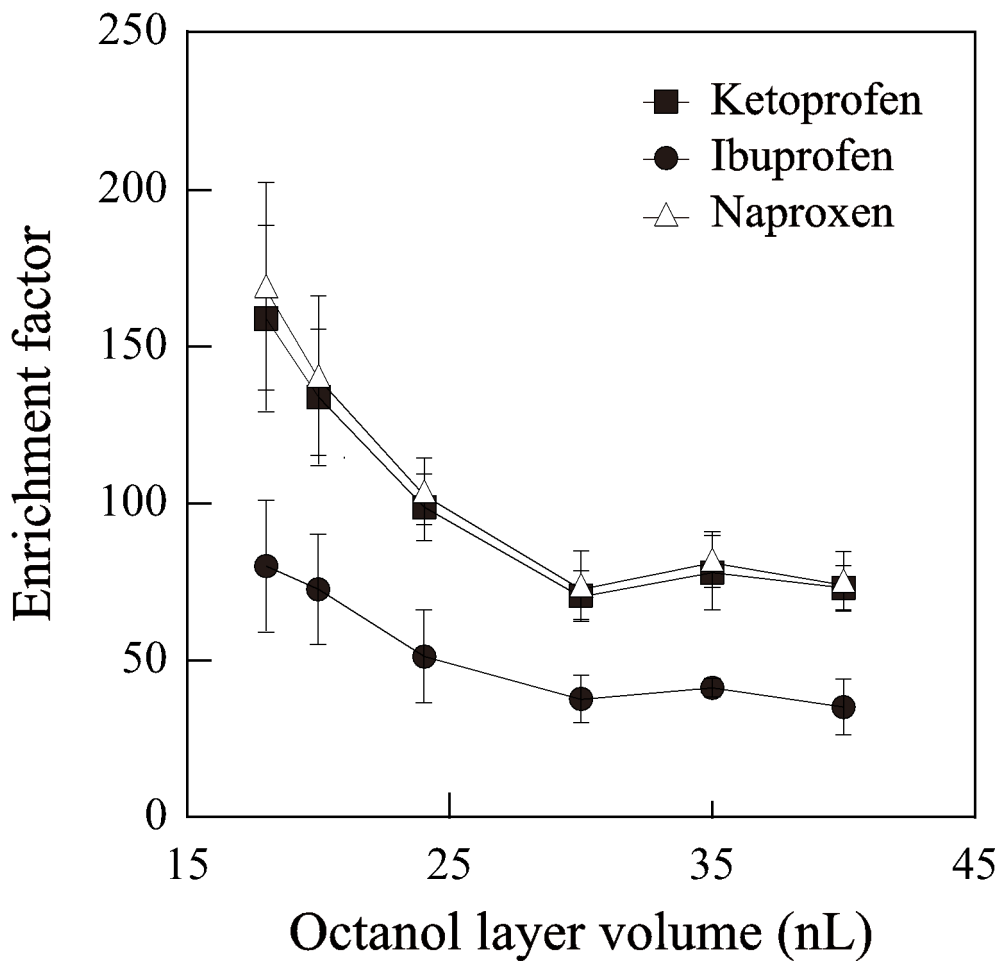 250
200
150
100
50
0
Enrichment factor
Ketoprofen
Ibuprofen
Naproxen
15 25 35 45
Octanol layer volume (nL)